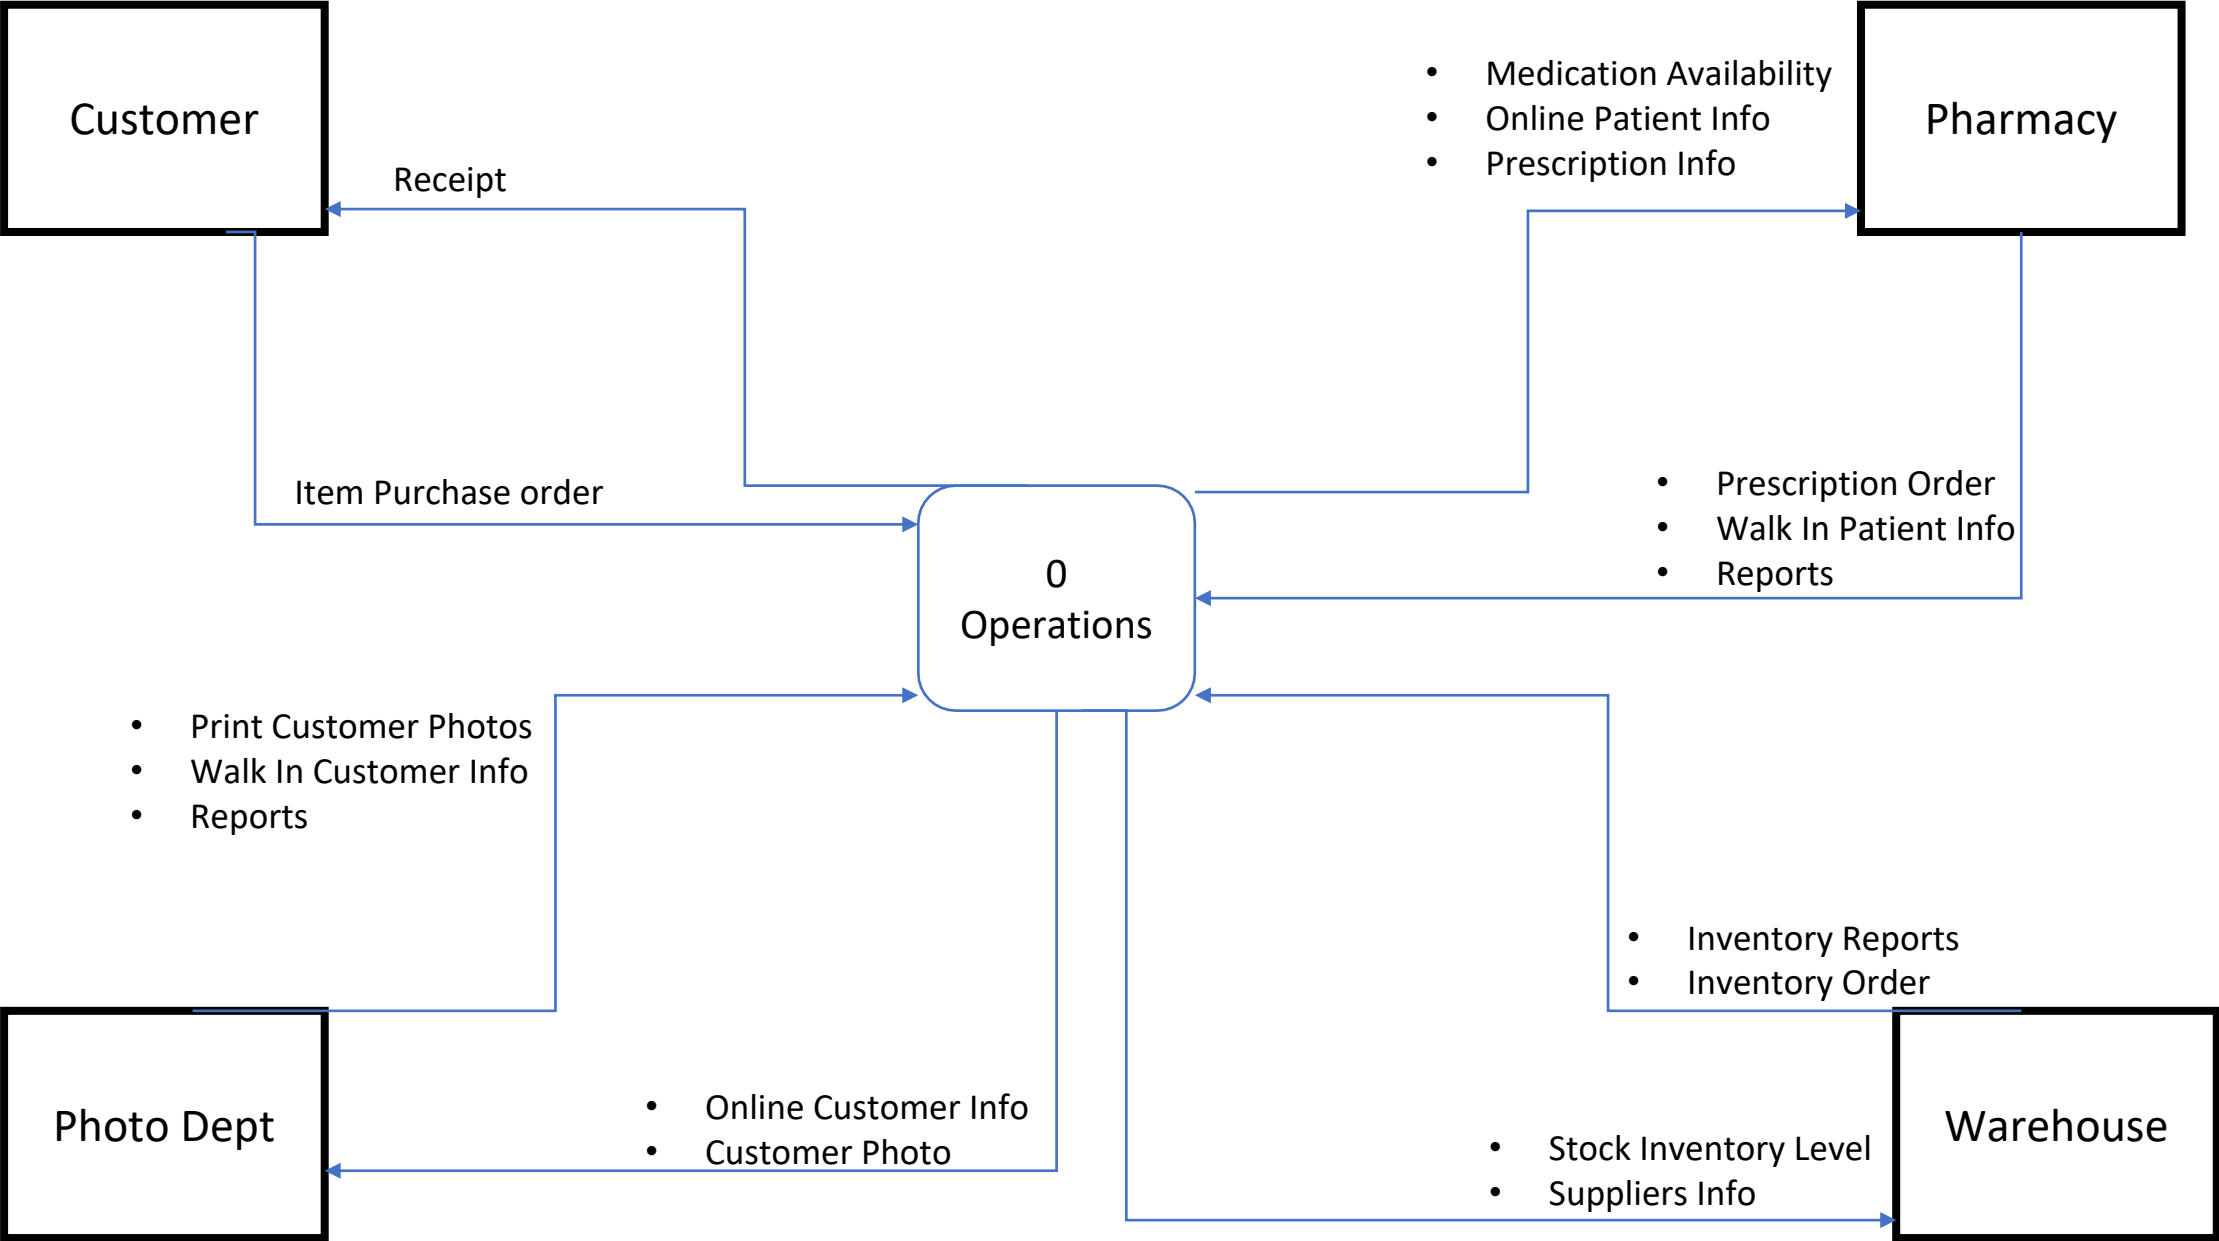 Customer
• Medication Availability
• Online Patient Info
• Prescription Info
Pharmacy
Receipt
Item Purchase order
• Prescription Order
• Walk In Patient Info
• Reports
0
Operations
• Print Customer Photos
• Walk In Customer Info
• Reports
• Inventory Reports
• Inventory Order
Photo Dept
• Online Customer Info
• Customer Photo
• Stock Inventory Level
• Suppliers Info
Warehouse